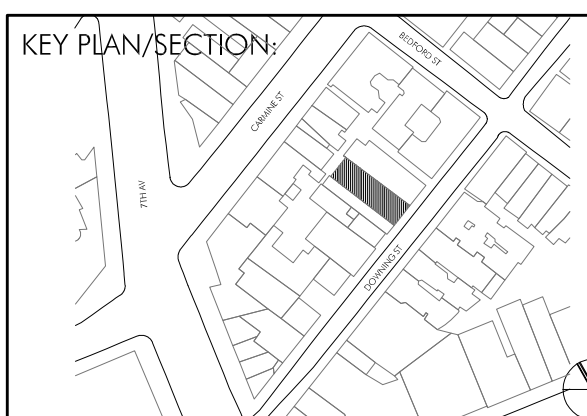 KEY PLAN/SECTION:
BEDFORD ST
CARMINE ST
7TH AV
DOWNING ST